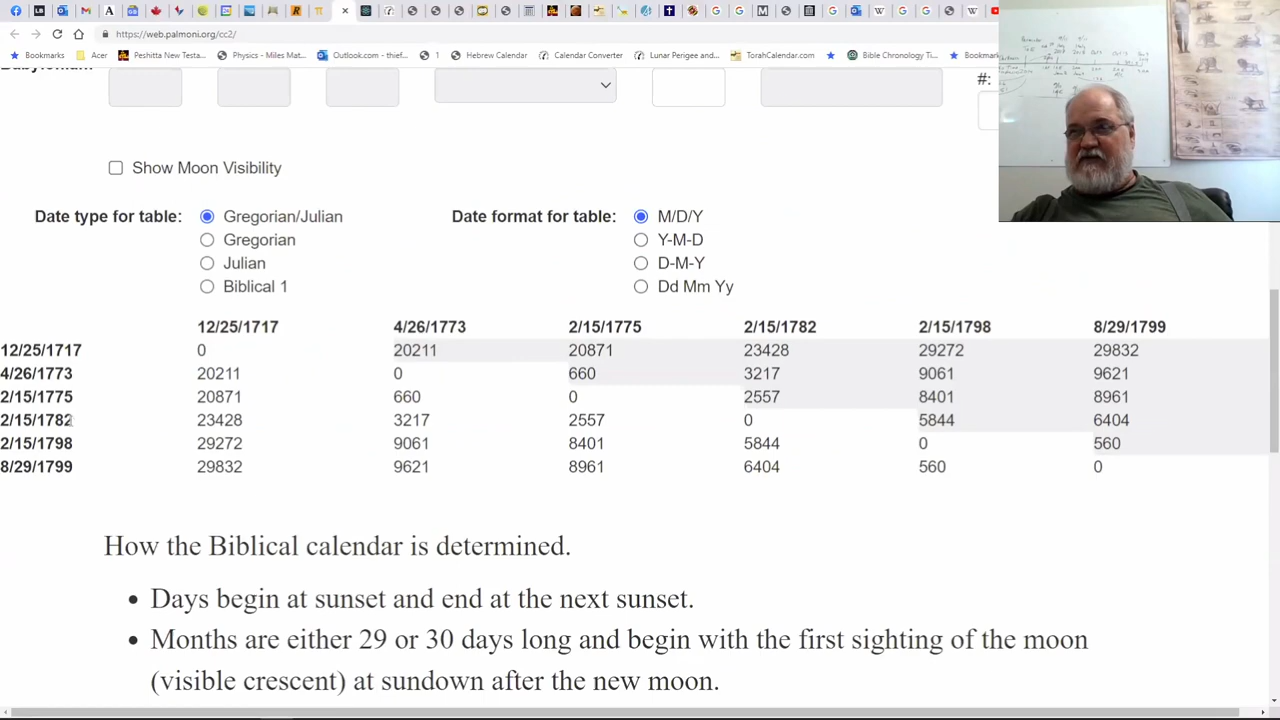 https://web.palmoni.org/cc2/
Bookmarks Acer Peshitta New Testa... Physics - Miles Mat... Outlook.com - thief... 1 Hebrew Calendar Calendar Converter Lunar Perigee and... TorahCalendar.com Bible Chronology Ti... Bookmark
#:
Show Moon Visibility
Date type for table: Gregorian/Julian Date format for table: M/D/Y
Gregorian Y-M-D
Julian D-M-Y
Biblical 1 Dd Mm Yy
12/25/1717 4/26/1773 2/15/1775 2/15/1782 2/15/1798 8/29/1799
12/25/1717 0 20211 20871 23428 29272 29832
4/26/1773 20211 0 660 3217 9061 9621
2/15/1775 20871 660 0 2557 8401 8961
2/15/1782 23428 3217 2557 0 5844 6404
2/15/1798 29272 9061 8401 5844 0 560
8/29/1799 29832 9621 8961 6404 560 0
How the Biblical calendar is determined.
• Days begin at sunset and end at the next sunset.
• Months are either 29 or 30 days long and begin with the first sighting of the moon
(visible crescent) at sundown after the new moon.